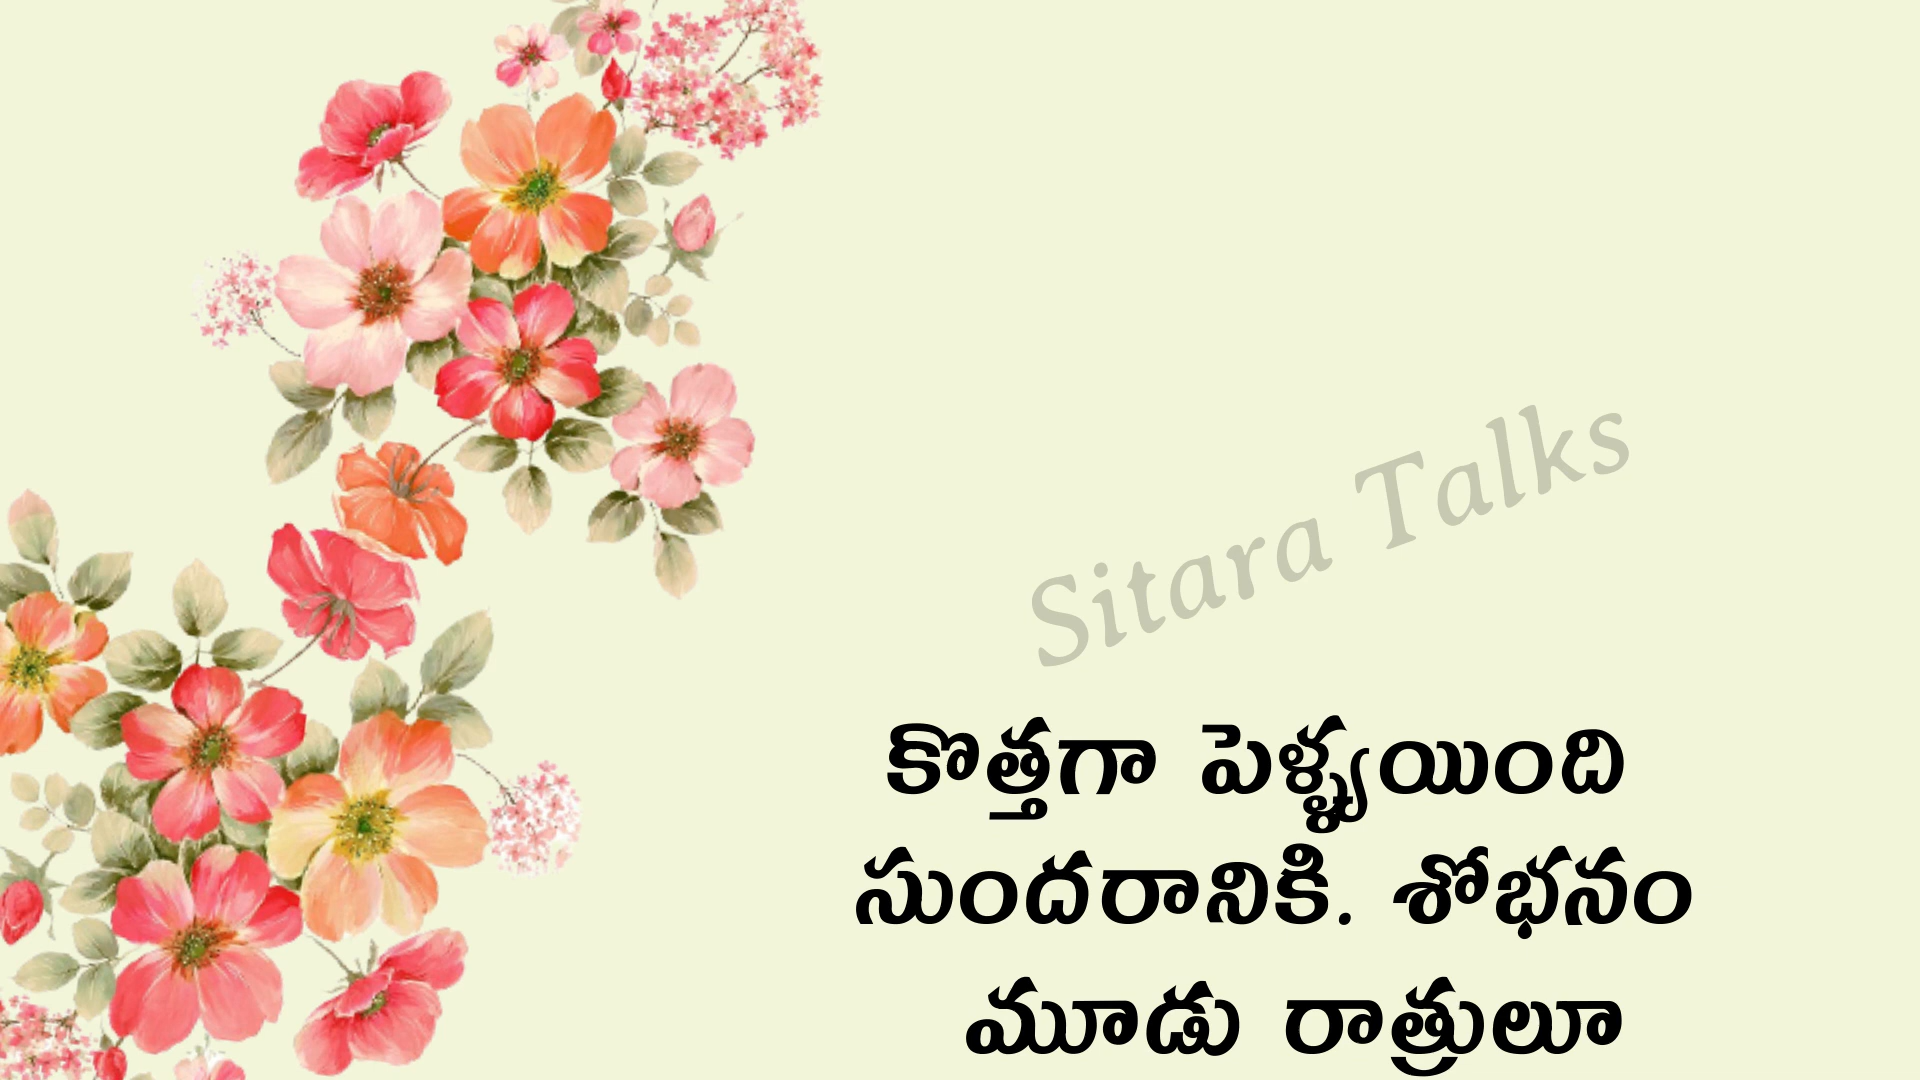 Sitara Talks
కొత్తగా పెళ్ళయింది
సుందరానికి. శోభనం
మూడు రాత్రులూ